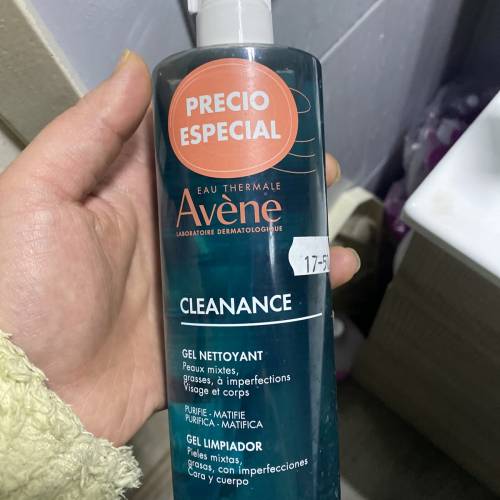 PRECIO
ESPECIAL
EAU THERMALE
Avène
LABORATOIRE DERMATOLOGIQUE
17-5
CLEANANCE
GEL NETTOYANT
Peaux mixtes,
grasses, à imperfections
Visage et corps
PURIFIE - MATIFIE
PURIFICA - MATIFICA
GEL LIMPIADOR
Pieles mixtas,
grasas, con imperfecciones
Cara y cuerpo